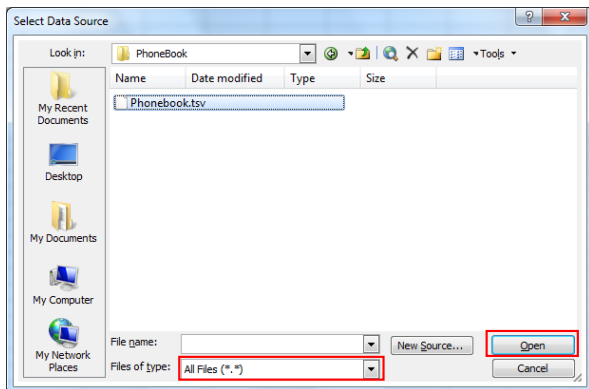 Select Data Source
Look in: PhoneBook Tools
Name Date modified Type Size
Phonebook.tsv
My Recent
Documents
Desktop
My Documents
My Computer
My Network
Places
File name: New Source... Open
Files of type: All Files (*.*) Cancel